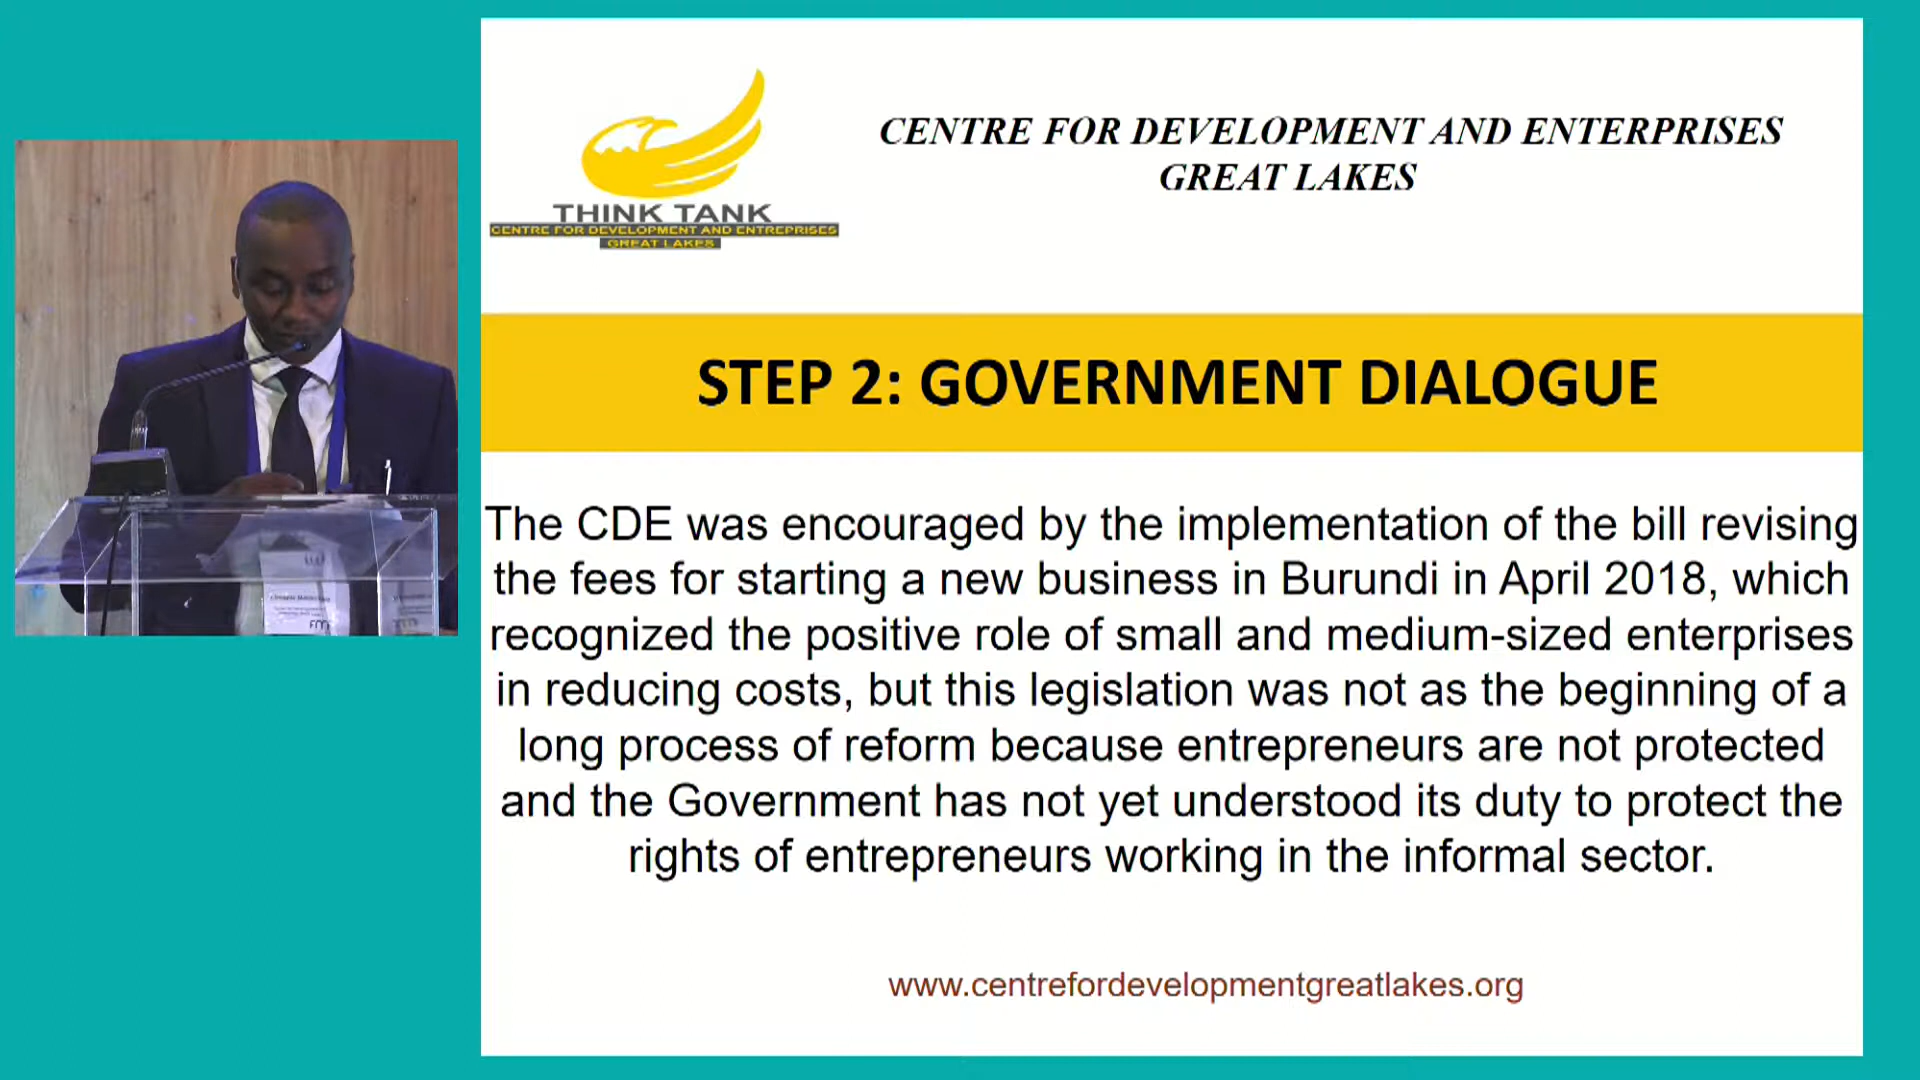 THINK TANK
CENTRE FOR DEVELOPMENT AND ENTREPRISES
GREAT LAKES
CENTRE FOR DEVELOPMENT AND ENTERPRISES
GREAT LAKES
STEP 2: GOVERNMENT DIALOGUE
The CDE was encouraged by the implementation of the bill revising
the fees for starting a new business in Burundi in April 2018, which
recognized the positive role of small and medium-sized enterprises
in reducing costs, but this legislation was not as the beginning of a
long process of reform because entrepreneurs are not protected
and the Government has not yet understood its duty to protect the
rights of entrepreneurs working in the informal sector.
www.centrefordevelopmentgreatlakes.org